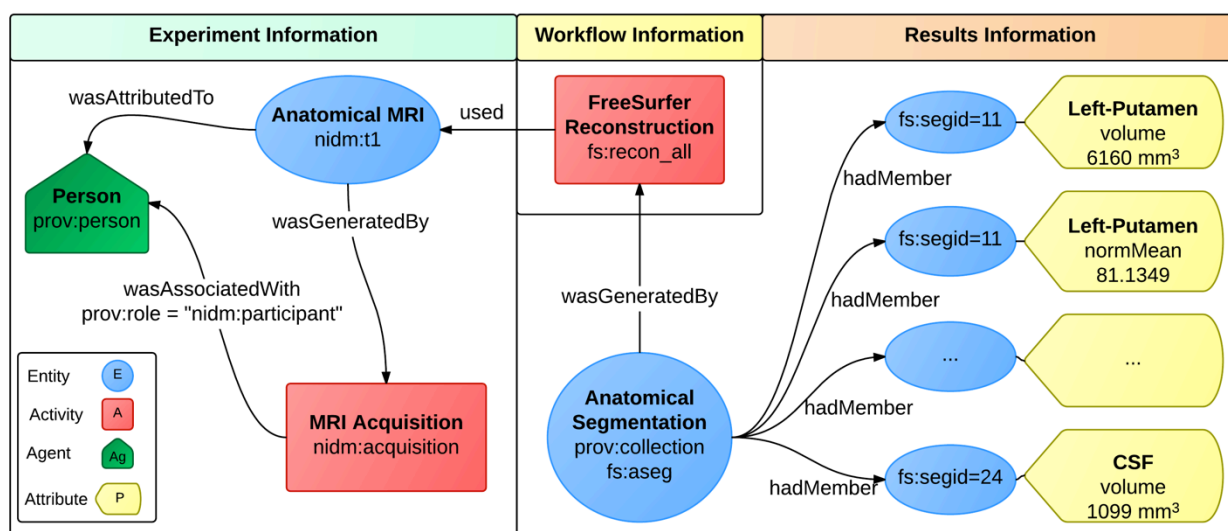 Experiment Information
Workflow Information
Results Information
wasAttributedTo
Anatomical MRI
nidm:t1
used
FreeSurfer
Reconstruction
fs:recon_all
Person
prov:person
wasGeneratedBy
wasAssociatedWith
prov:role = "nidm:participant"
MRI Acquisition
nidm:acquisition
Entity
E
Activity
A
Agent
Ag
Attribute
P
wasGeneratedBy
Anatomical
Segmentation
prov:collection
fs:aseg
hadMember
fs:segid=11
Left-Putamen
volume
6160 mm³
hadMember
fs:segid=11
Left-Putamen
normMean
81.1349
hadMember
...
...
hadMember
fs:segid=24
CSF
volume
1099 mm³